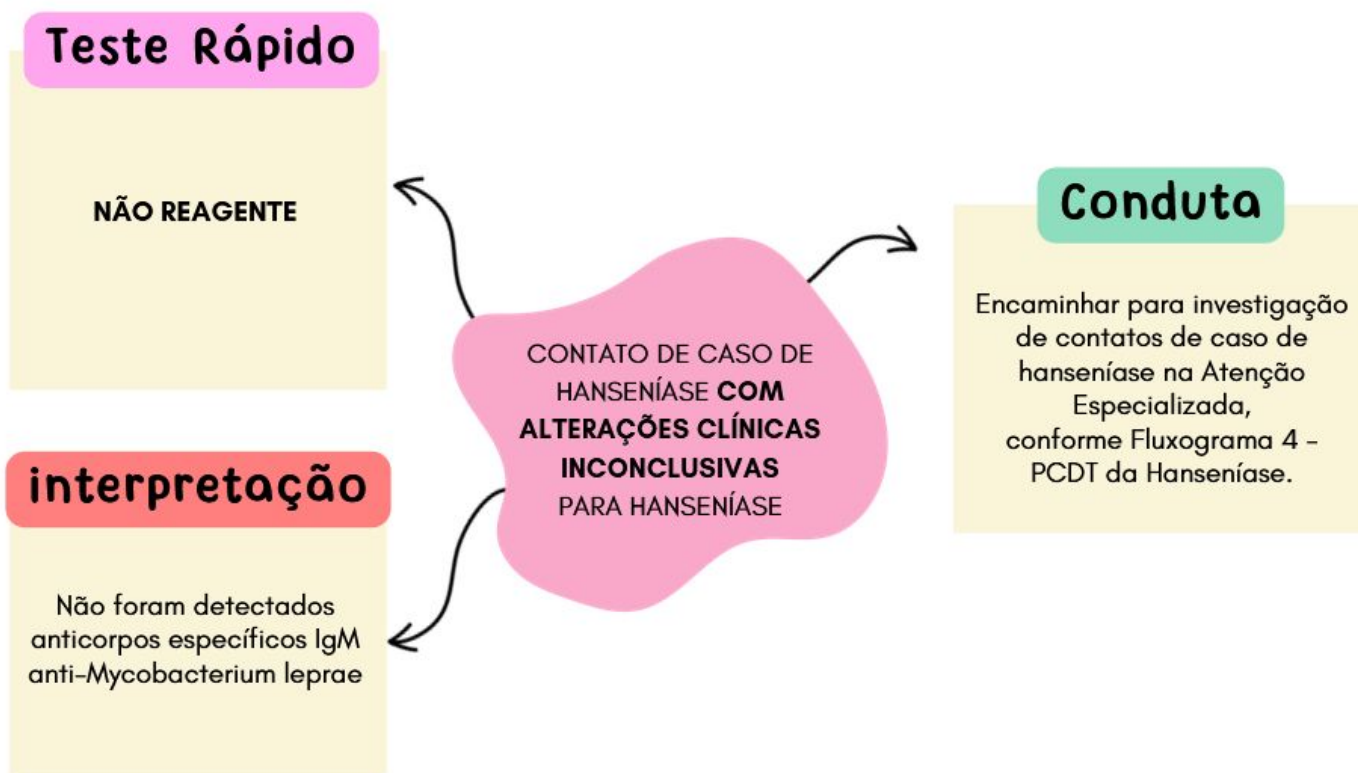 Teste Rápido
NÃO REAGENTE
interpretação
Não foram detectados
anticorpos específicos IgM
anti-Mycobacterium leprae
CONTATO DE CASO DE
HANSENÍASE COM
ALTERAÇÕES CLÍNICAS
INCONCLUSIVAS
PARA HANSENÍASE
Conduta
Encaminhar para investigação
de contatos de caso de
hanseníase na Atenção
Especializada,
conforme Fluxograma 4 –
PCDT da Hanseníase.